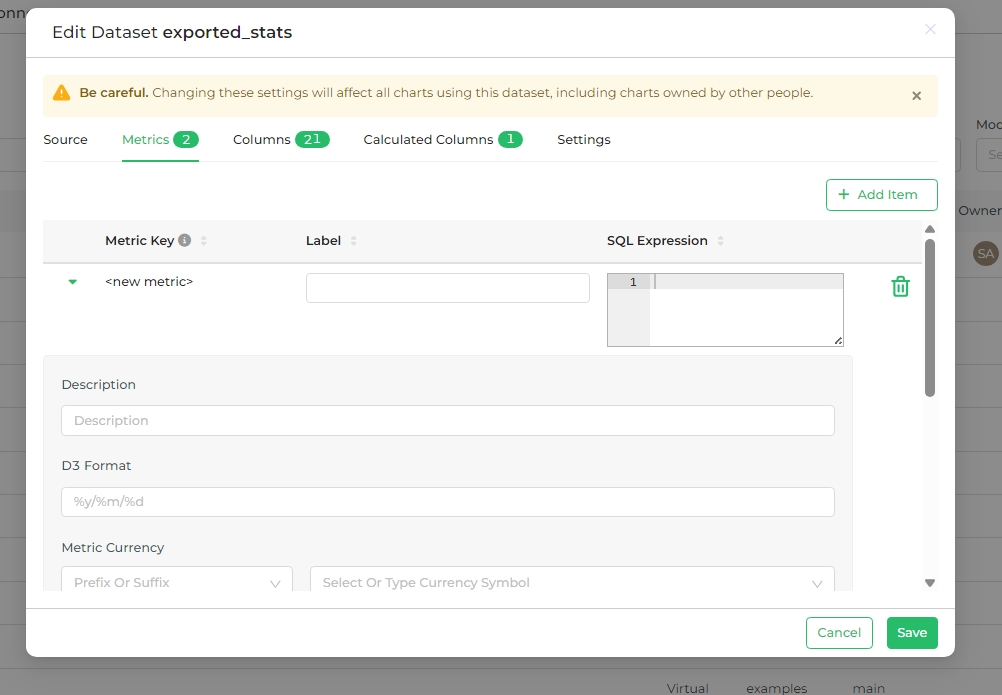 onne
Edit Dataset exported_stats
Be careful. Changing these settings will affect all charts using this dataset, including charts owned by other people.
Source Metrics 2 Columns 21 Calculated Columns 1 Settings
+ Add Item
Metric Key Label SQL Expression
<new metric> 1
Description
Description
D3 Format
%y/%m/%d
Metric Currency
Prefix Or Suffix Select Or Type Currency Symbol
Cancel Save
Mod
Se
Owner
SA
Virtual examples main